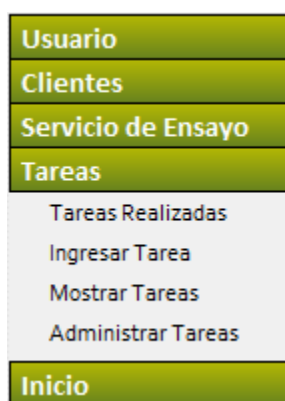 Usuario
Clientes
Servicio de Ensayo
Tareas
Tareas Realizadas
Ingresar Tarea
Mostrar Tareas
Administrar Tareas
Inicio